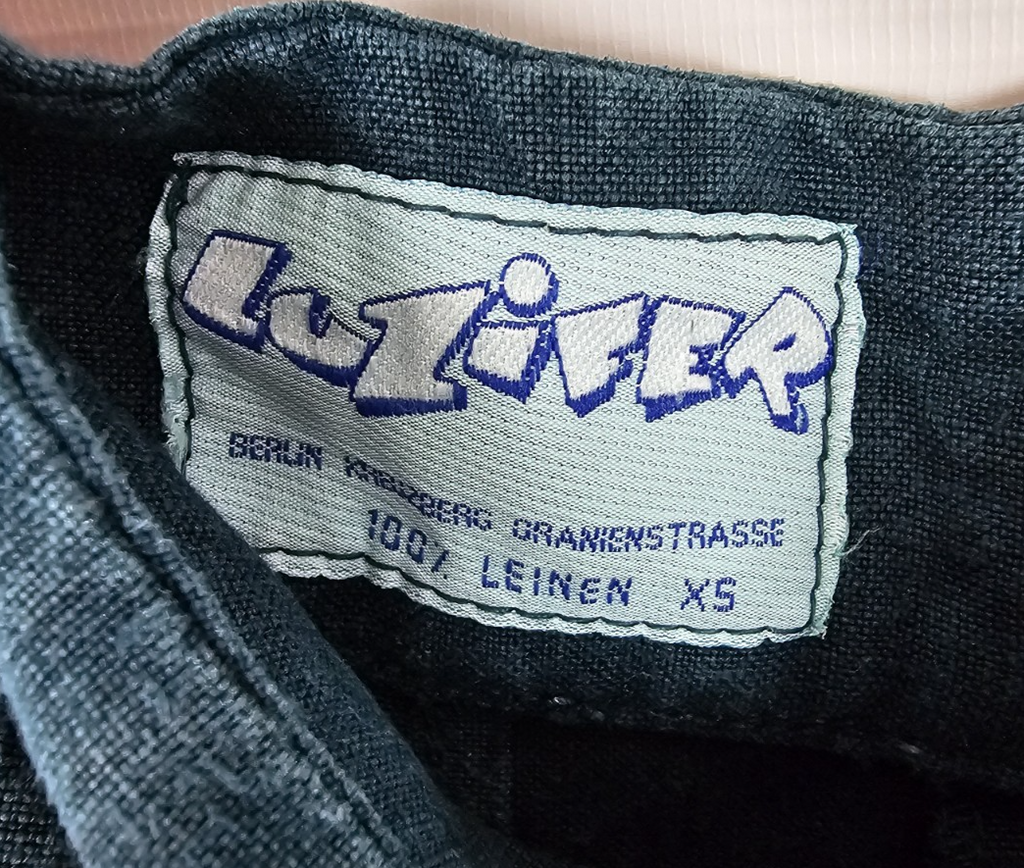 LuZiFER
BERLIN KREUZBERG ORANIENSTRASSE
100% LEINEN XS